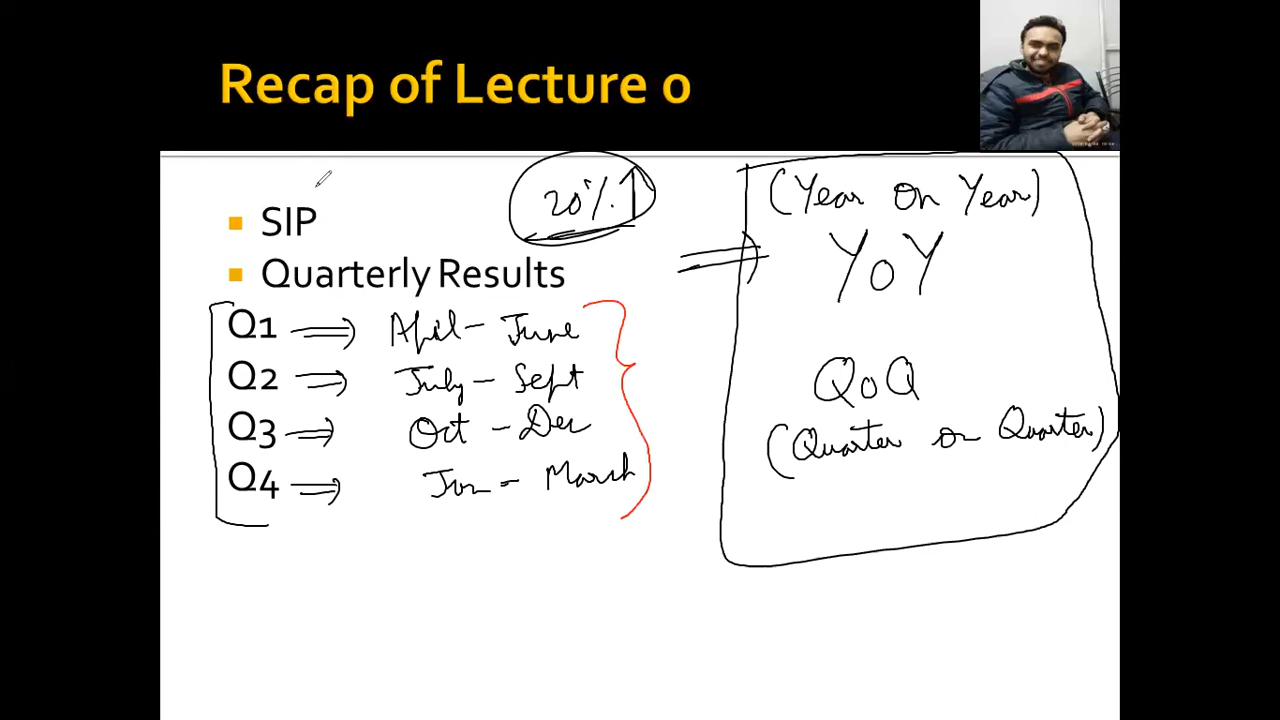 Recap of Lecture 0
SIP
20% ↑
(Year on Year)
YoY
Quarterly Results
Q1 ⇒ April - June
Q2 ⇒ July - Sept
Q3 ⇒ Oct - Dec
Q4 ⇒ Jan - March
QoQ
(Quarter on Quarter)